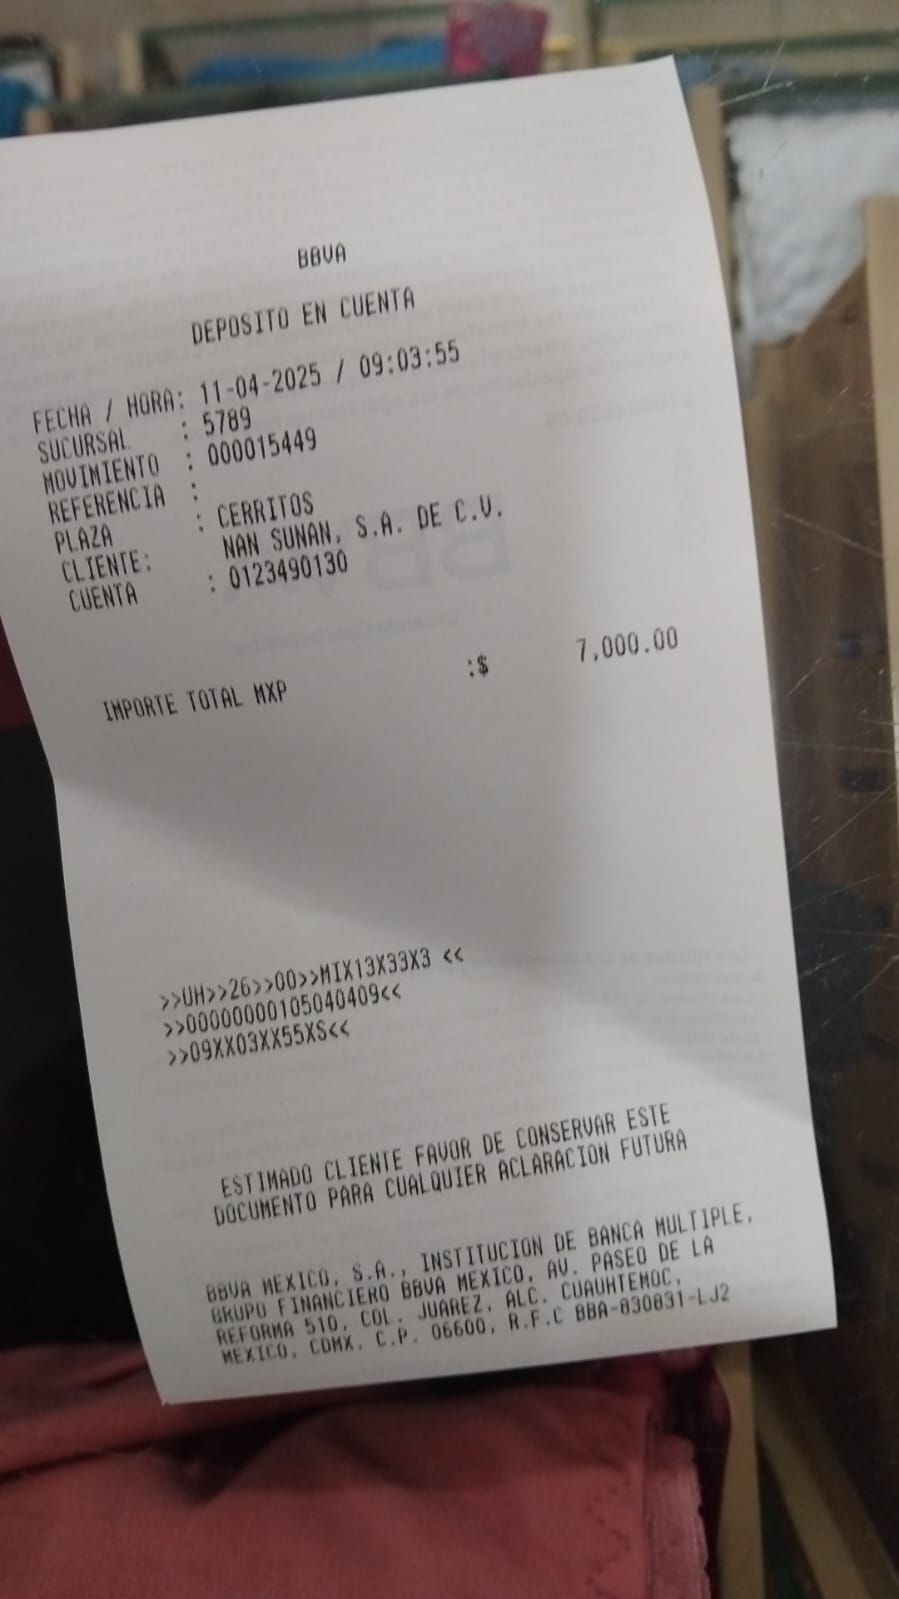 BBVA
DEPOSITO EN CUENTA
FECHA / HORA: 11-04-2025 / 09:03:55
SUCURSAL : 5789
MOVIMIENTO : 000015449
REFERENCIA :
PLAZA : CERRITOS
CLIENTE: NAN SUNAN, S.A. DE C.V.
CUENTA : 0123490130
IMPORTE TOTAL MXP :$ 7,000.00
>>UH>>26>>00>>MIX13X33X3 <<
>>00000000105040409<<
>>09XX03XX55XS<<
ESTIMADO CLIENTE FAVOR DE CONSERVAR ESTE
DOCUMENTO PARA CUALQUIER ACLARACION FUTURA
BBVA MEXICO, S.A., INSTITUCION DE BANCA MULTIPLE,
GRUPO FINANCIERO BBVA MEXICO, AV. PASEO DE LA
REFORMA 510, COL. JUAREZ, ALC. CUAUHTEMOC,
MEXICO, CDMX. C.P. 06600, R.F.C BBA-830831-LJ2